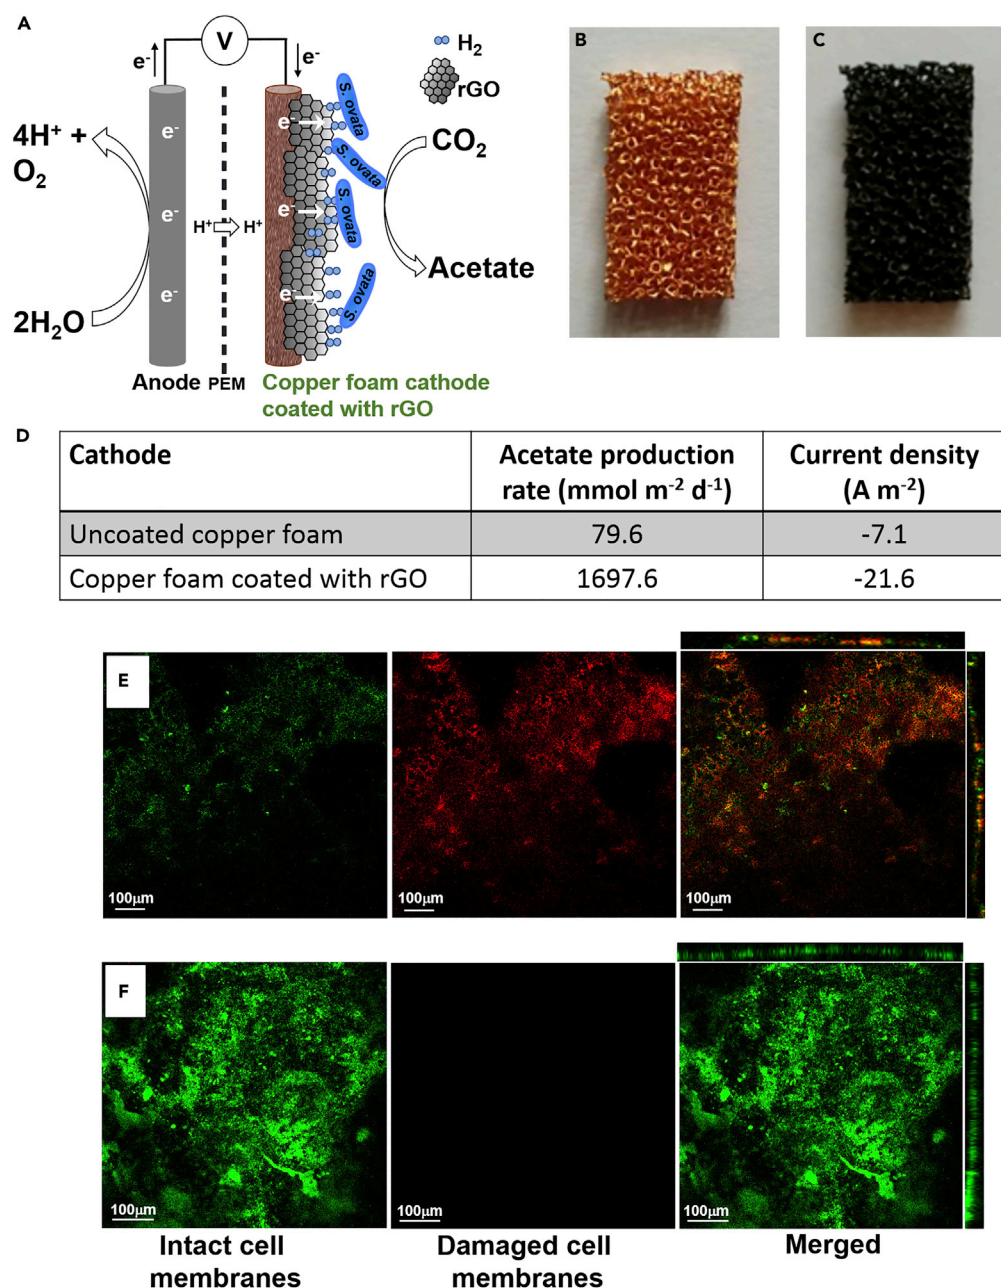 A
V
e-
e-
H2
rGO
S. ovata
S. ovata
S. ovata
S. ovata
4H+ +
O2
2H2O
e-
e-
e-
H+
H+
e-
e-
e-
CO2
Acetate
Anode
PEM
Copper foam cathode
coated with rGO
B
C
D
Cathode
Acetate production
rate (mmol m-2 d-1)
Current density
(A m-2)
Uncoated copper foam
79.6
-7.1
Copper foam coated with rGO
1697.6
-21.6
E
100µm
100µm
100µm
F
100µm
100µm
100µm
Intact cell
membranes
Damaged cell
membranes
Merged